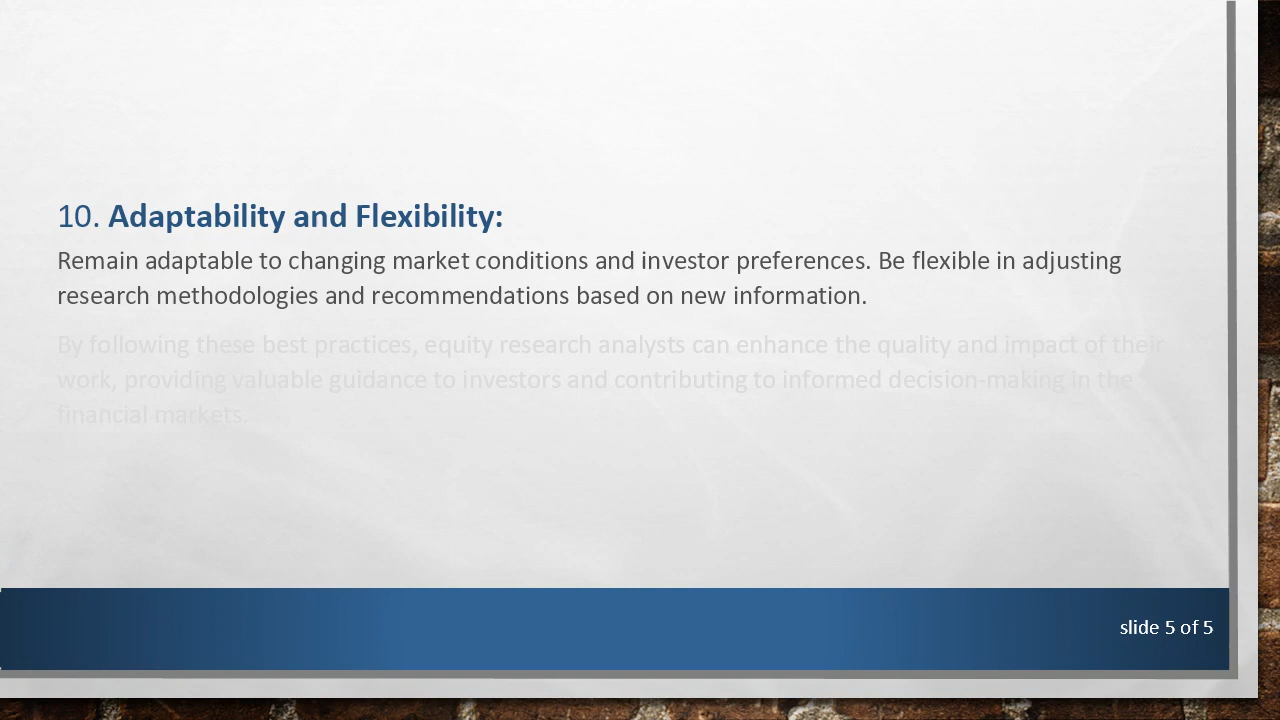 10. Adaptability and Flexibility:
Remain adaptable to changing market conditions and investor preferences. Be flexible in adjusting
research methodologies and recommendations based on new information.
By following these best practices, equity research analysts can enhance the quality and impact of their
work, providing valuable guidance to investors and contributing to informed decision-making in the
financial markets.
slide 5 of 5